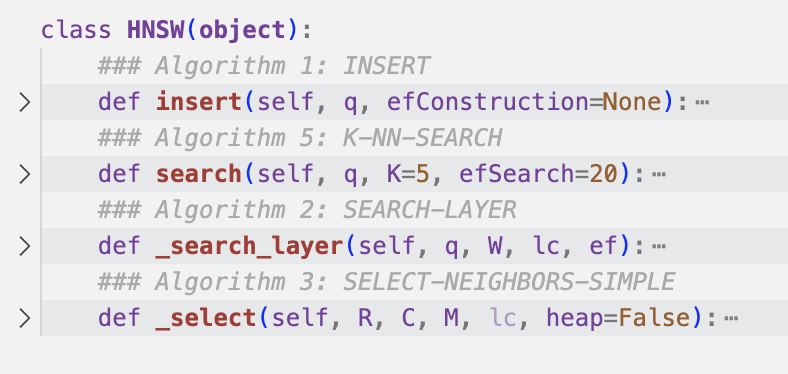 class HNSW(object):
### Algorithm 1: INSERT
def insert(self, q, efConstruction=None):⋯
### Algorithm 5: K-NN-SEARCH
def search(self, q, K=5, efSearch=20):⋯
### Algorithm 2: SEARCH-LAYER
def _search_layer(self, q, W, lc, ef):⋯
### Algorithm 3: SELECT-NEIGHBORS-SIMPLE
def _select(self, R, C, M, lc, heap=False):⋯